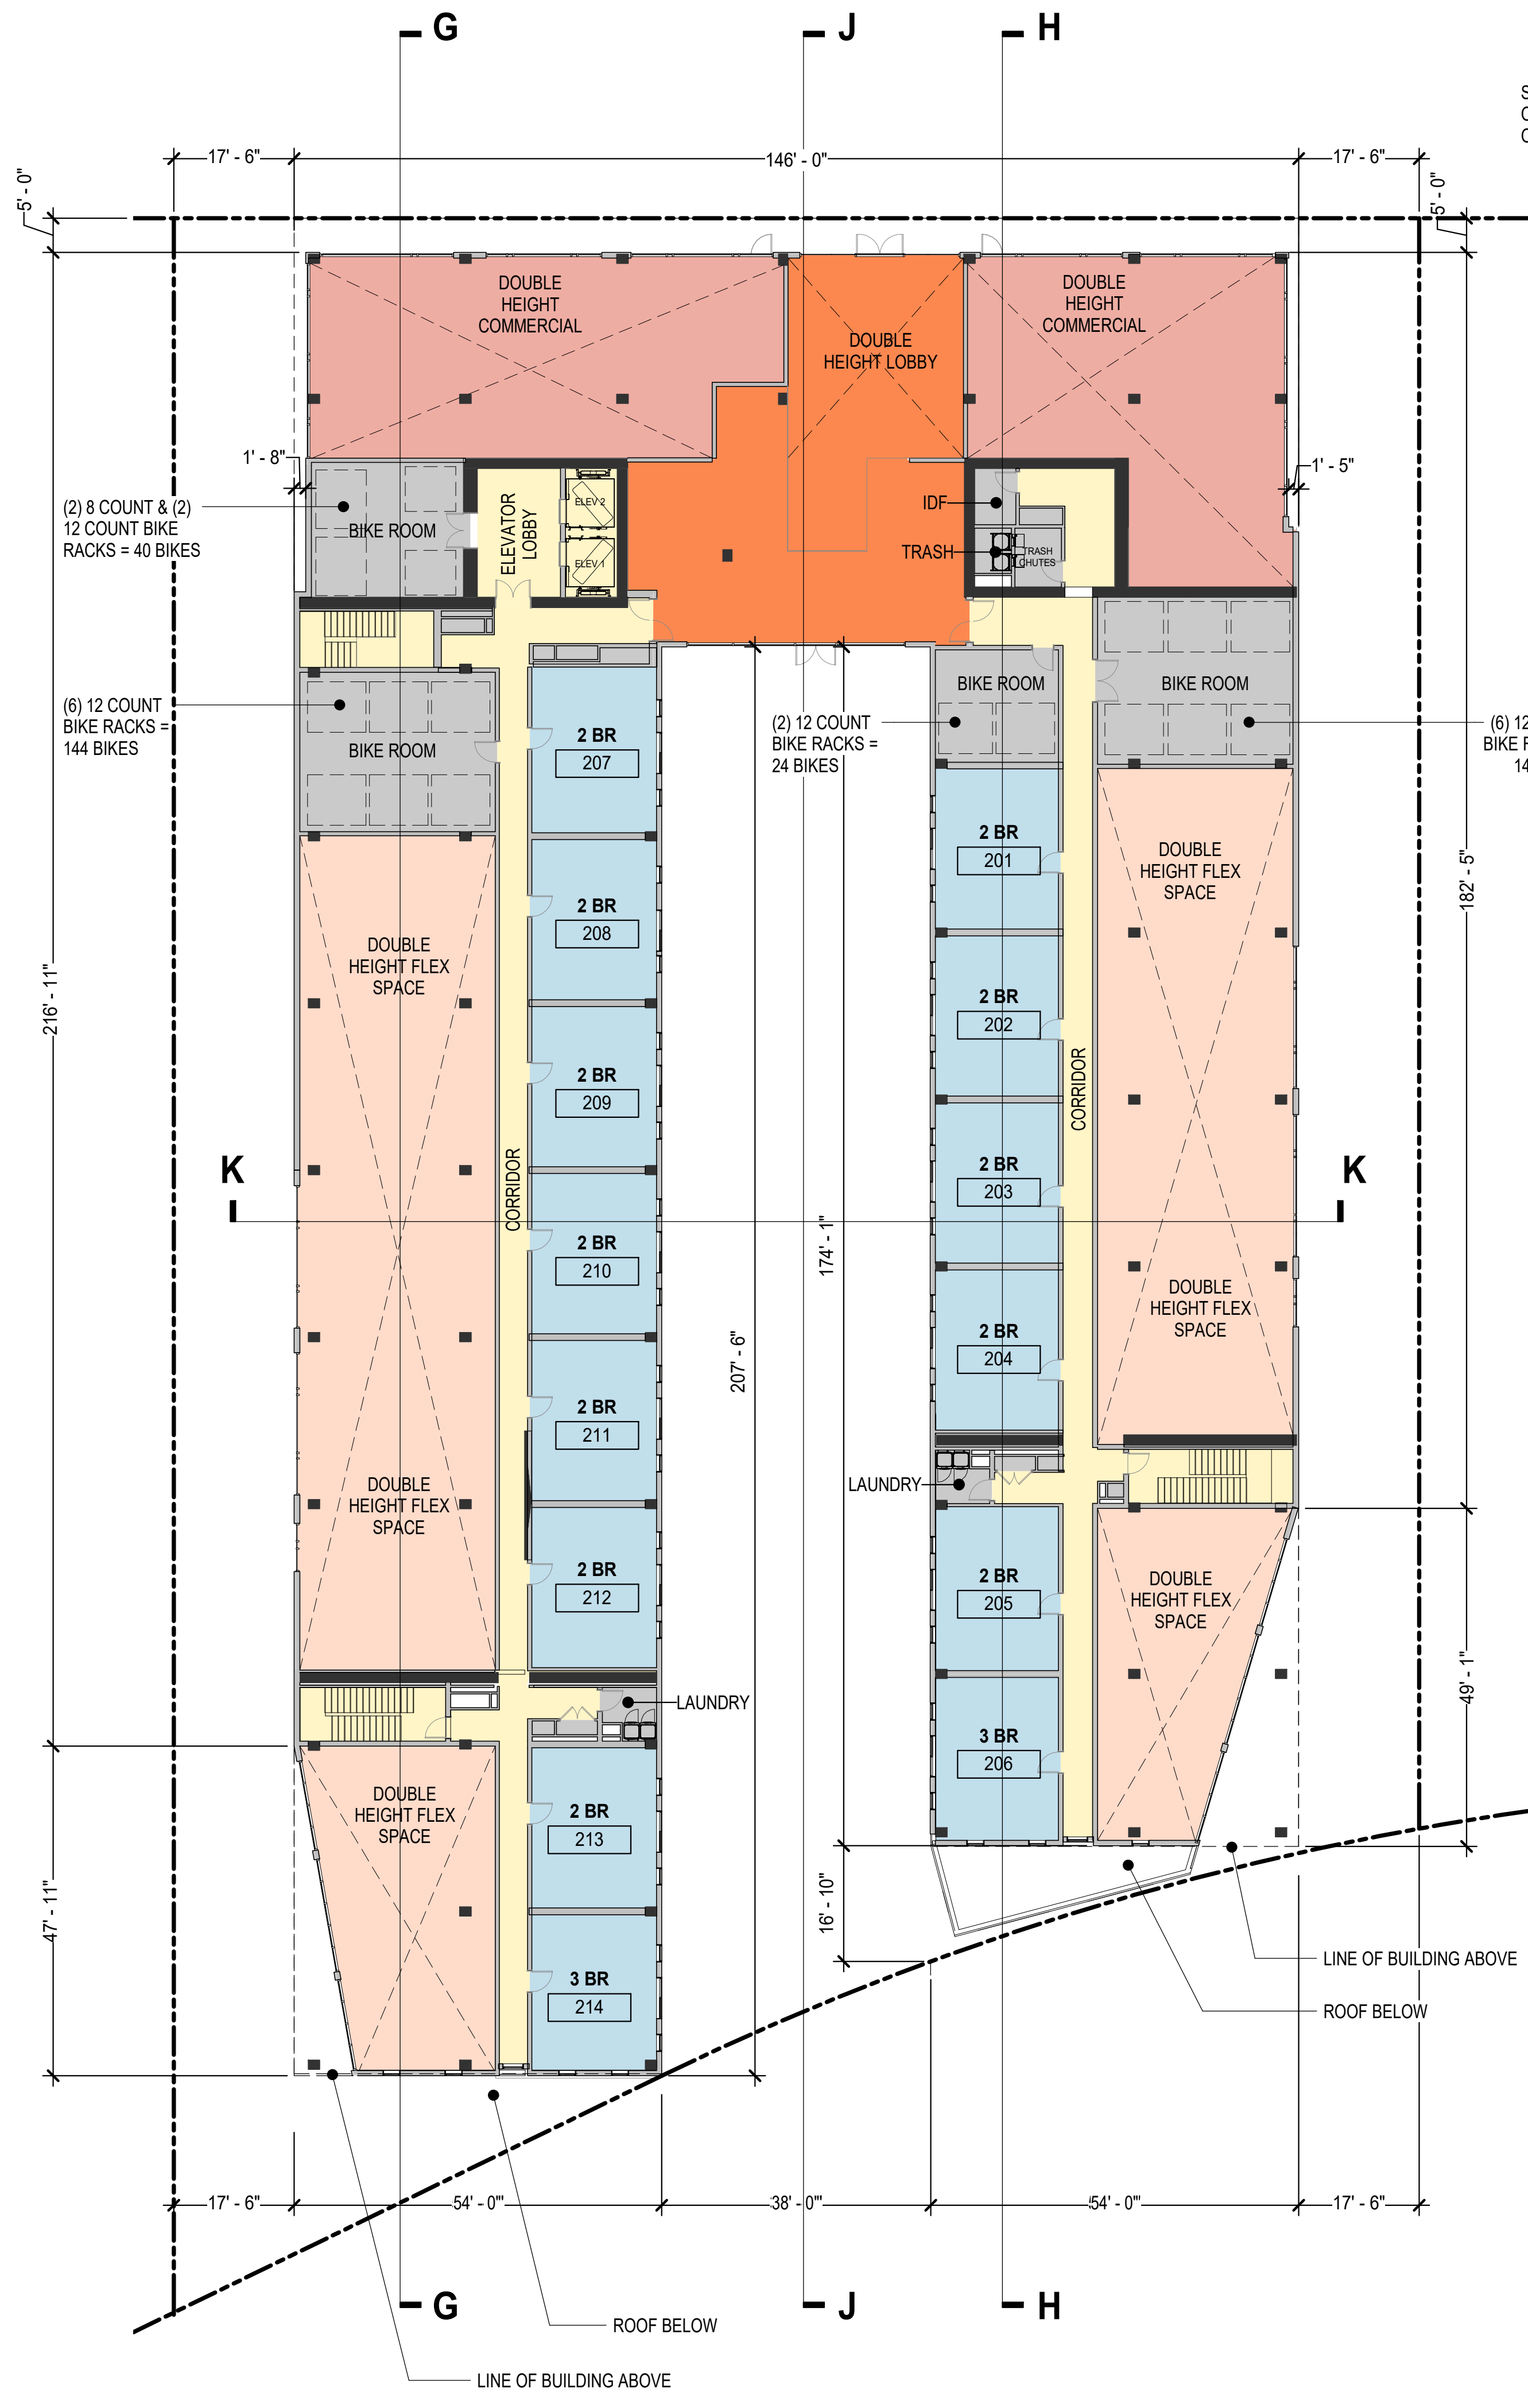 G
J
H
S
C
C
17' - 6"
146' - 0"
17' - 6"
5' - 0"
5' - 0"
DOUBLE
HEIGHT
COMMERCIAL
DOUBLE
HEIGHT LOBBY
DOUBLE
HEIGHT
COMMERCIAL
1' - 8"
1' - 5"
(2) 8 COUNT & (2)
12 COUNT BIKE
RACKS = 40 BIKES
BIKE ROOM
ELEVATOR
LOBBY
ELEV 2
ELEV 1
IDF
TRASH
TRASH
CHUTES
(6) 12 COUNT
BIKE RACKS =
144 BIKES
BIKE ROOM
2 BR
207
(2) 12 COUNT
BIKE RACKS =
24 BIKES
BIKE ROOM
BIKE ROOM
(6) 12
BIKE R
14
2 BR
201
DOUBLE
HEIGHT FLEX
SPACE
182' - 5"
216' - 11"
DOUBLE
HEIGHT FLEX
SPACE
2 BR
208
2 BR
202
2 BR
209
CORRIDOR
CORRIDOR
2 BR
203
K
K
2 BR
210
174' - 1"
207' - 6"
2 BR
204
DOUBLE
HEIGHT FLEX
SPACE
2 BR
211
DOUBLE
HEIGHT FLEX
SPACE
LAUNDRY
2 BR
212
2 BR
205
DOUBLE
HEIGHT FLEX
SPACE
49' - 1"
LAUNDRY
3 BR
206
DOUBLE
HEIGHT FLEX
SPACE
2 BR
213
47' - 11"
16' - 10"
3 BR
214
LINE OF BUILDING ABOVE
ROOF BELOW
17' - 6"
54' - 0"
38' - 0"
54' - 0"
17' - 6"
G
J
H
ROOF BELOW
LINE OF BUILDING ABOVE